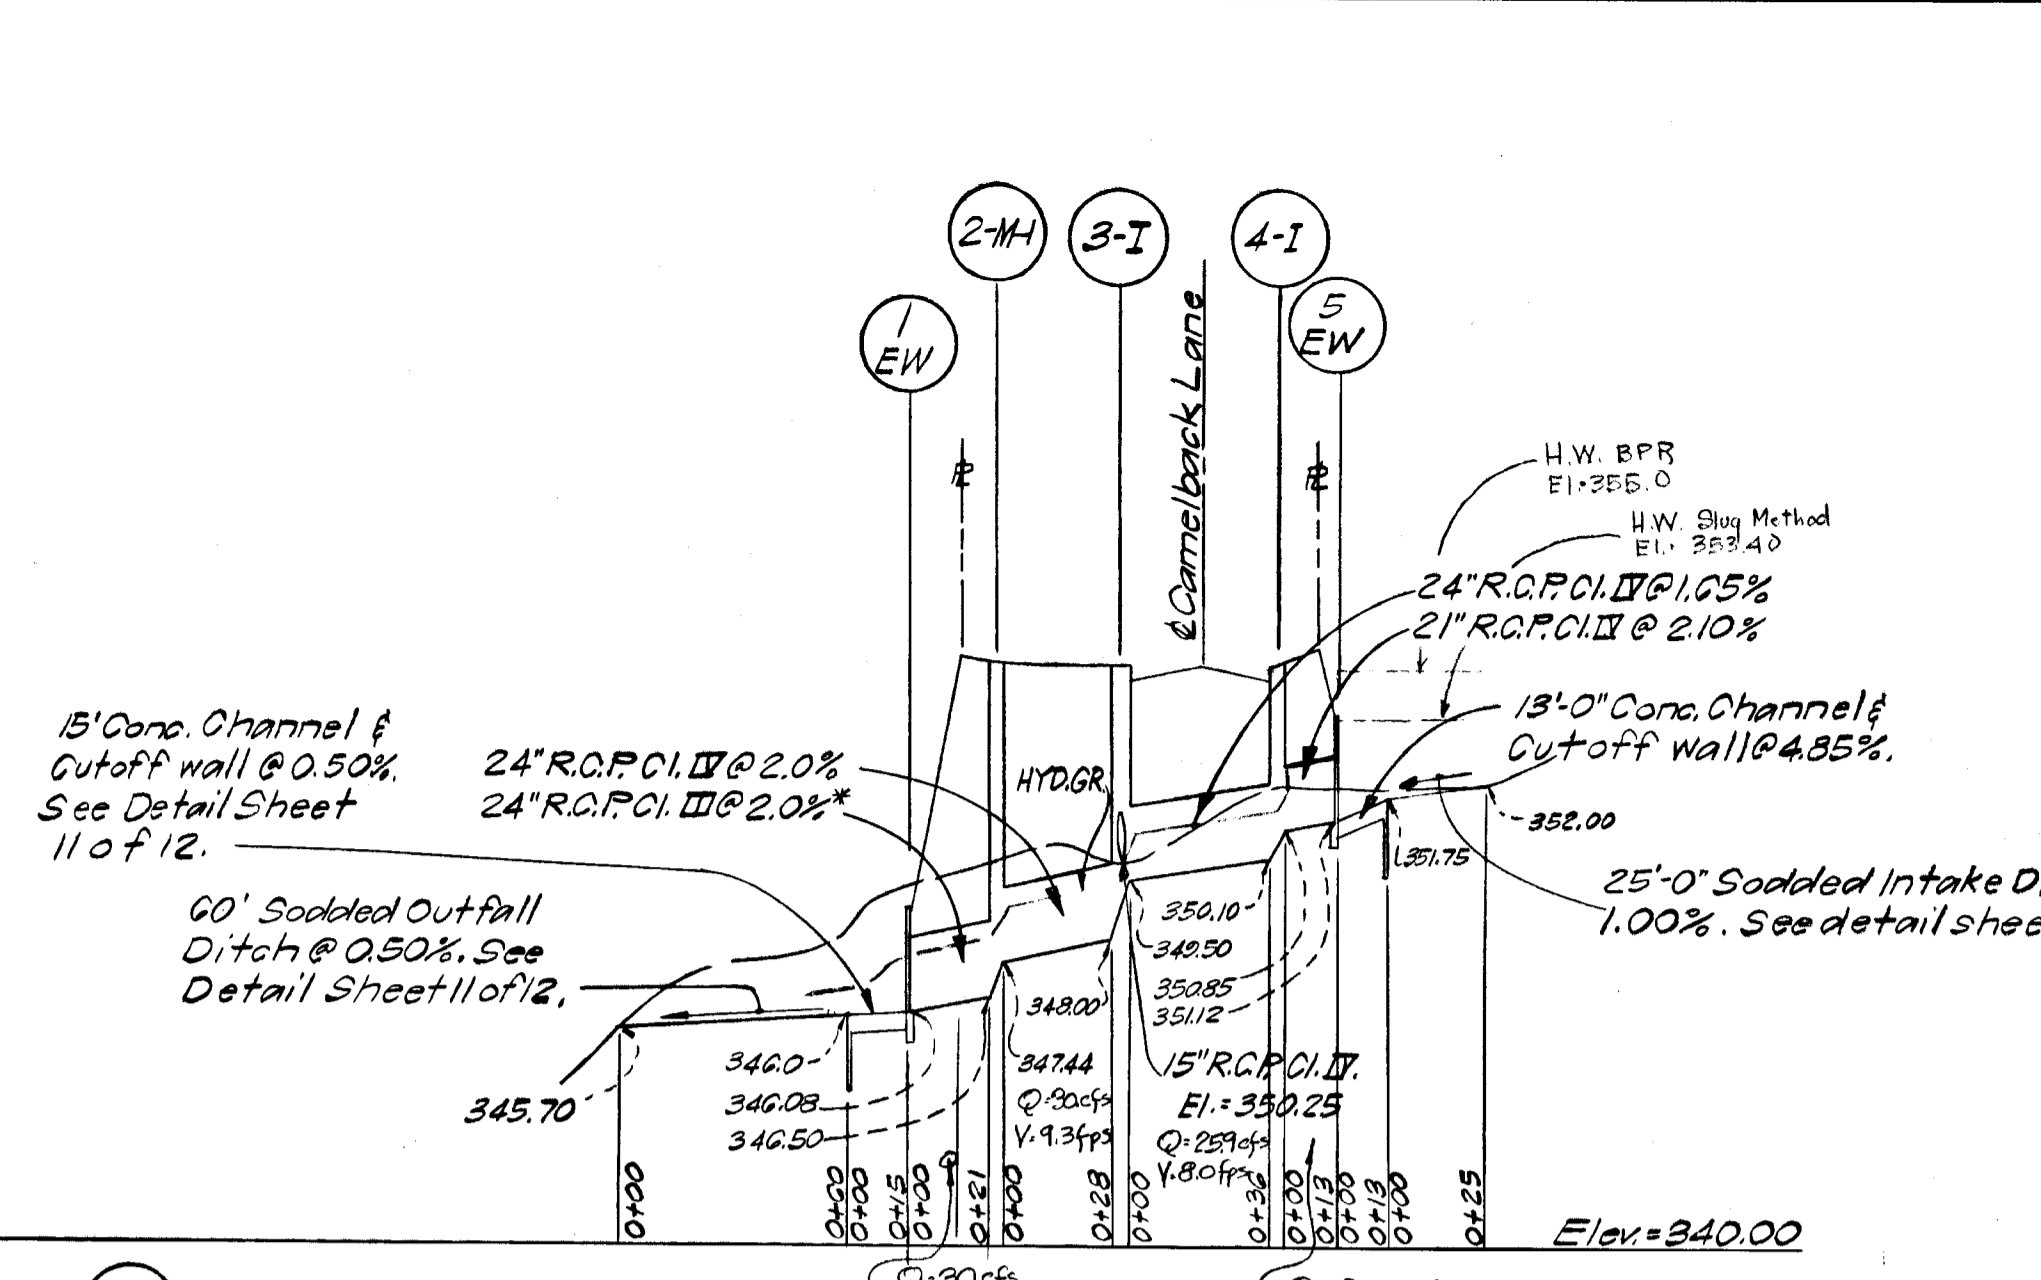 2-MH
3-I
4-I
1
EW
5
EW
℄ Camelback Lane
H.W. BPR
El. 355.0
H.W. Slug Method
El. 353.40
24" R.C.P. Cl. IV @ 1.65%
21" R.C.P. Cl. IV @ 2.10%
15' Conc. Channel &
Cutoff wall @ 0.50%.
See Detail Sheet
11 of 12.
24" R.C.P. Cl. IV @ 2.0%
24" R.C.P. Cl. III @ 2.0%*
HYD. GR.
13'-0" Conc. Channel &
Cutoff wall @ 4.85%.
352.00
351.75
25'-0" Sodded Intake
1.00%. See detail
60' Sodded Outfall
Ditch @ 0.50%. See
Detail Sheet 11 of 12.
350.10
349.50
350.85
351.12
348.00
347.44
346.0
346.08
346.50
345.70
15" R.C.P. Cl. IV.
El. = 350.25
Q=30cfs
V=9.3fps
Q=25.9cfs
V=8.0fps
0+00
0+60
0+00
0+15
0+00
0+21
0+00
0+28
0+00
0+36
0+00
0+13
0+00
0+13
0+00
0+25
Elev. = 340.00
Q=30cfs